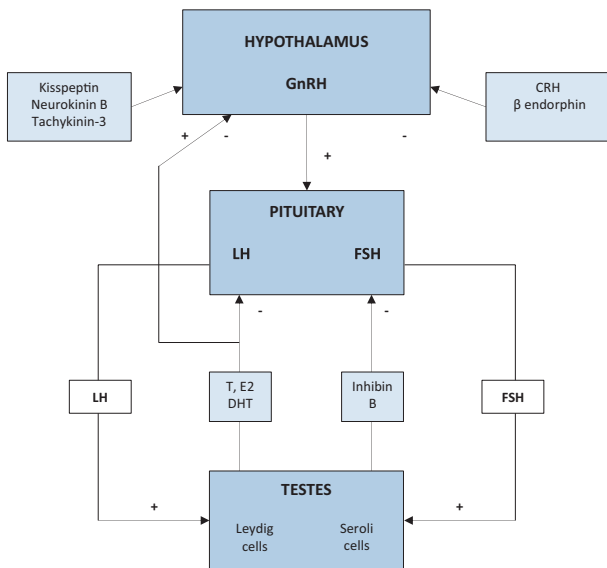 HYPOTHALAMUS
GnRH
Kisspeptin
Neurokinin B
Tachykinin-3
CRH
β endorphin
+
-
-
+
PITUITARY
LH
FSH
-
-
LH
T, E2
DHT
Inhibin
B
FSH
+
+
TESTES
Leydig
cells
Seroli
cells